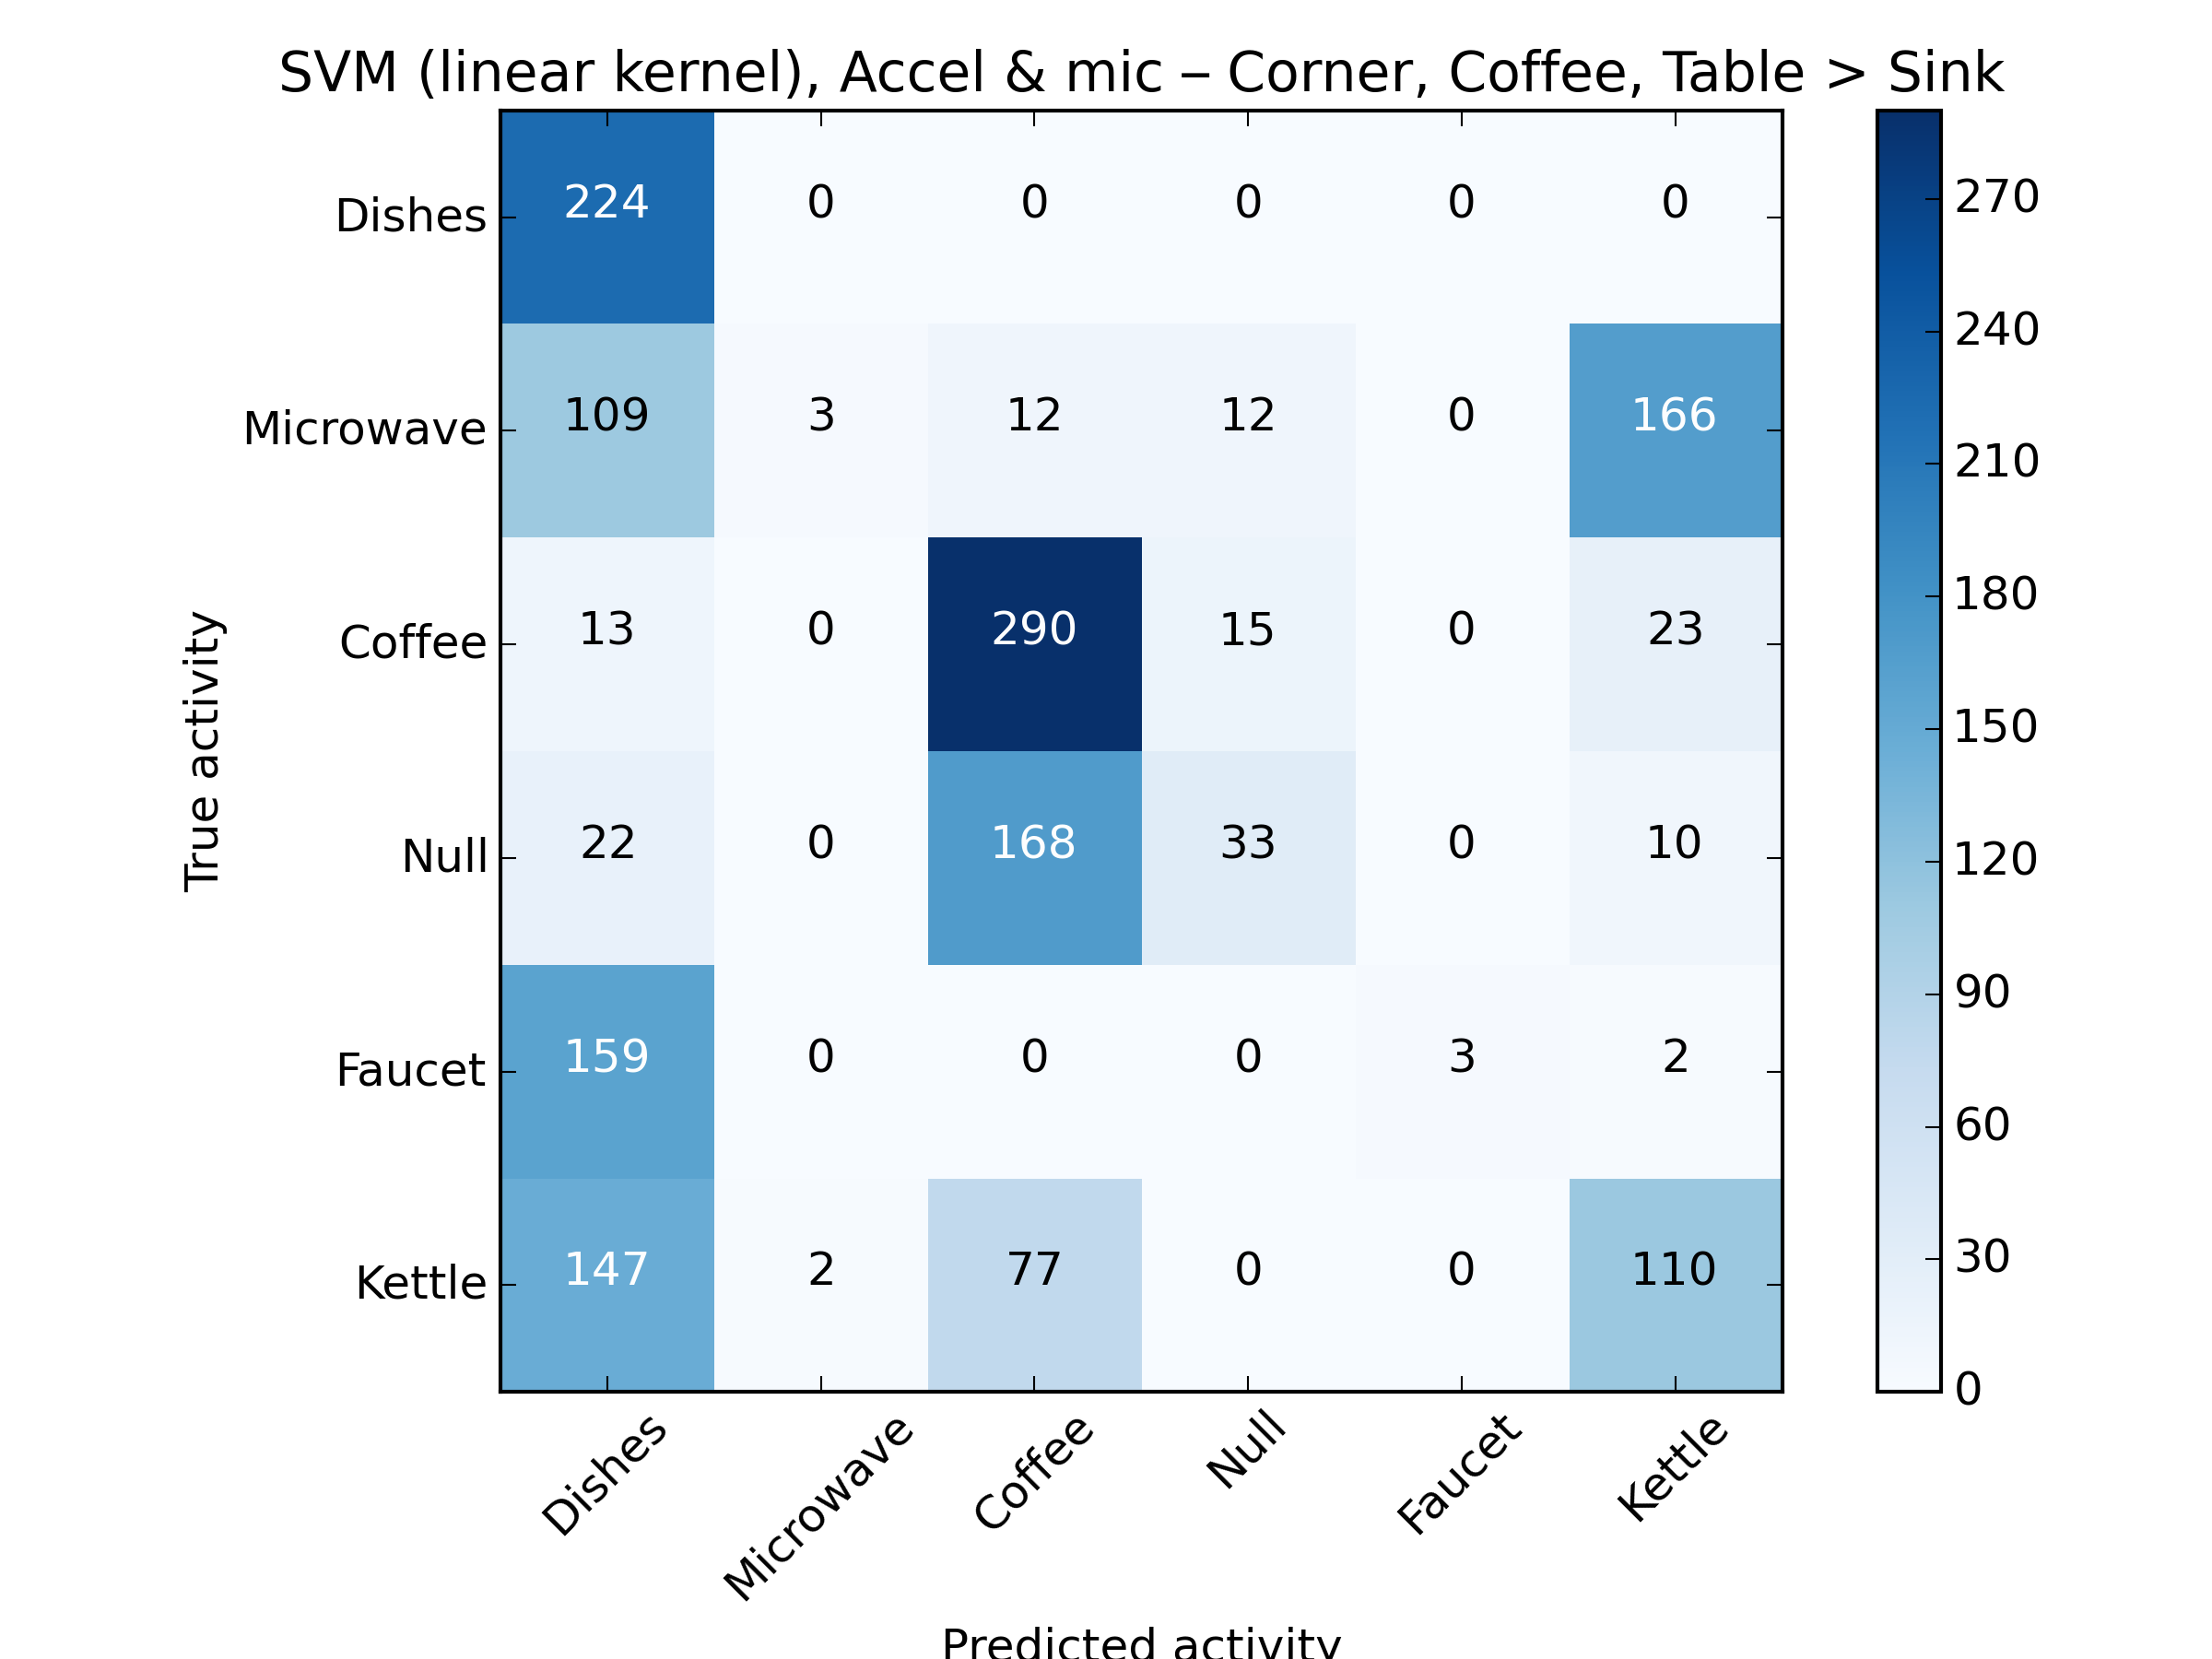 SVM (linear kernel), Accel & mic – Corner, Coffee, Table > Sink
True activity
Dishes 224 0 0 0 0 0
Microwave 109 3 12 12 0 166
Coffee 13 0 290 15 0 23
Null 22 0 168 33 0 10
Faucet 159 0 0 0 3 2
Kettle 147 2 77 0 0 110
Dishes Microwave Coffee Null Faucet Kettle
Predicted activity
270
240
210
180
150
120
90
60
30
0